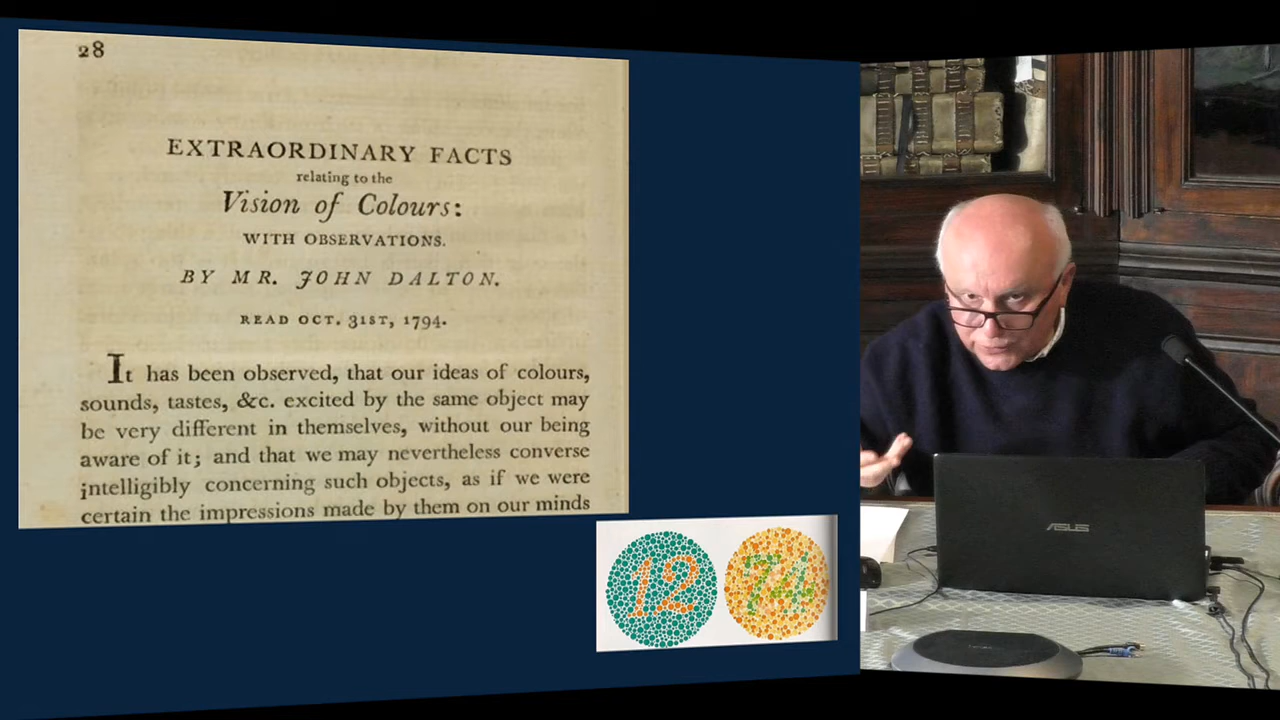 28
EXTRAORDINARY FACTS
relating to the
Vision of Colours:
WITH OBSERVATIONS.
BY MR. JOHN DALTON.
READ OCT. 31ST, 1794.
It has been observed, that our ideas of colours,
sounds, tastes, &c. excited by the same object may
be very different in themselves, without our being
aware of it; and that we may nevertheless converse
intelligibly concerning such objects, as if we were
certain the impressions made by them on our minds
12
74
ASUS